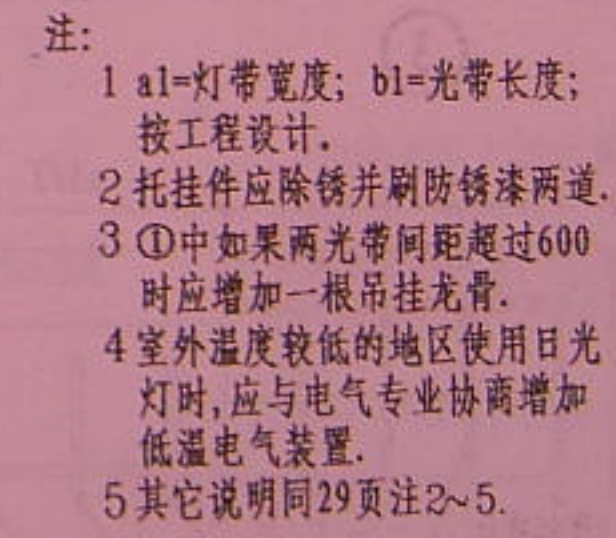 注:
1 a1=灯带宽度; b1=光带长度;
按工程设计。
2 托挂件应除锈并刷防锈漆两道.
3 ①中如果两光带间距超过600
时应增加一根吊挂龙骨.
4 室外温度较低的地区使用日光
灯时,应与电气专业协商增加
低温电气装置.
5 其它说明同29页注2~5.